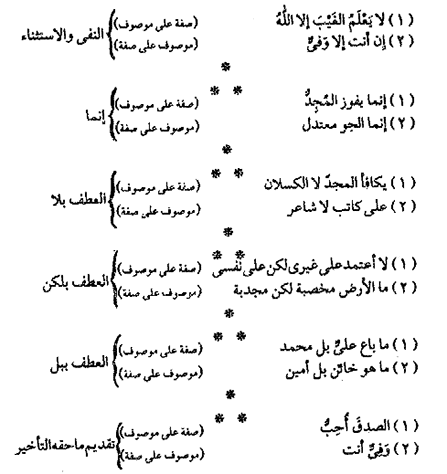 (١) لا يَعْلَمُ الغَيْبَ إلا اللّٰهُ (صفة على موصوف)
(٢) إن أنت إلا وَفِىٌّ (موصوف على صفة)
النفى والاستثناء
(١) إنما يفوز المُجِدُّ (صفة على موصوف)
(٢) إنما الجو معتدل (موصوف على صفة)
إنما
(١) يكافأ المجدّ لا الكسلان (صفة على موصوف)
(٢) على كاتب لا شاعر (موصوف على صفة)
العطف بلا
(١) لا أعتمد على غيرى لكن على نفسى (صفة على موصوف)
(٢) ما الأرض مخصبة لكن مجدبة (موصوف على صفة)
العطف بلكن
(١) ما باع علىٌّ بل محمد (صفة على موصوف)
(٢) ما هو خائن بل أمين (موصوف على صفة)
العطف ببل
(١) الصدقَ أُحِبُّ (صفة على موصوف)
(٢) وَفِىٌّ أنت (موصوف على صفة)
تقديم ماحقه التأخير